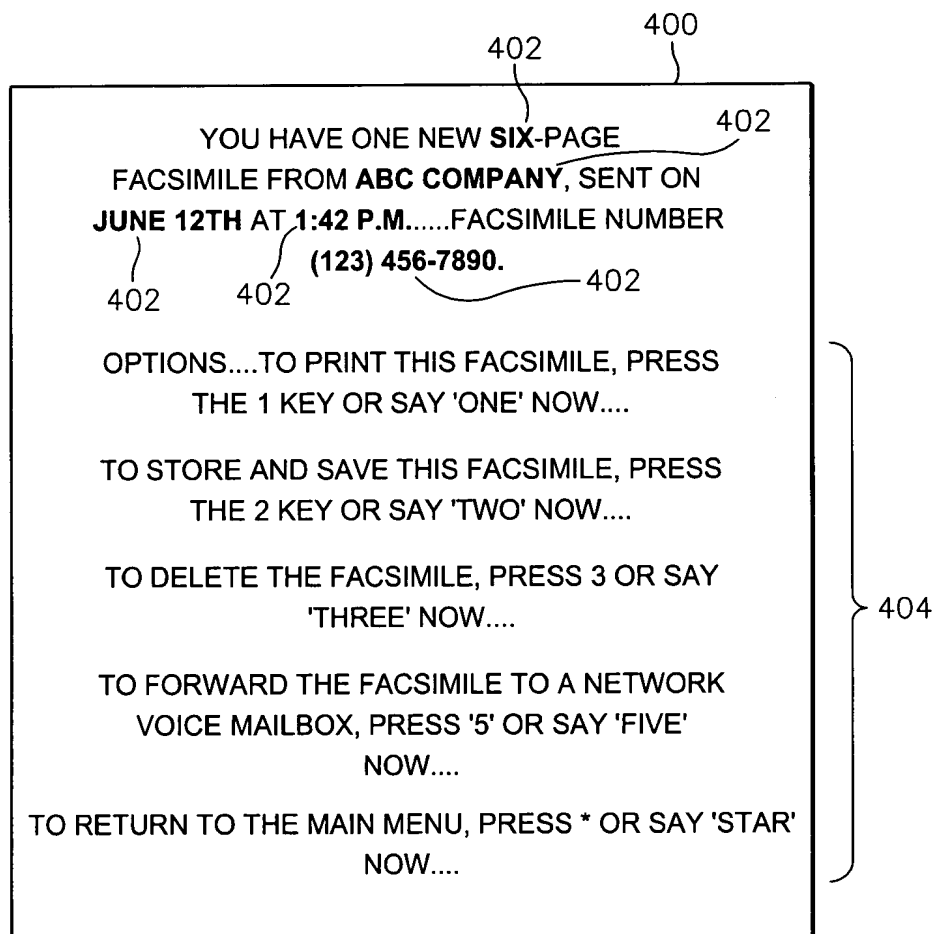 400
402
YOU HAVE ONE NEW SIX-PAGE
402
FACSIMILE FROM ABC COMPANY, SENT ON
JUNE 12TH AT 1:42 P.M......FACSIMILE NUMBER
(123) 456-7890.
402
402
402
OPTIONS....TO PRINT THIS FACSIMILE, PRESS
THE 1 KEY OR SAY 'ONE' NOW....
TO STORE AND SAVE THIS FACSIMILE, PRESS
THE 2 KEY OR SAY 'TWO' NOW....
TO DELETE THE FACSIMILE, PRESS 3 OR SAY
'THREE' NOW....
404
TO FORWARD THE FACSIMILE TO A NETWORK
VOICE MAILBOX, PRESS '5' OR SAY 'FIVE'
NOW....
TO RETURN TO THE MAIN MENU, PRESS * OR SAY 'STAR'
NOW....